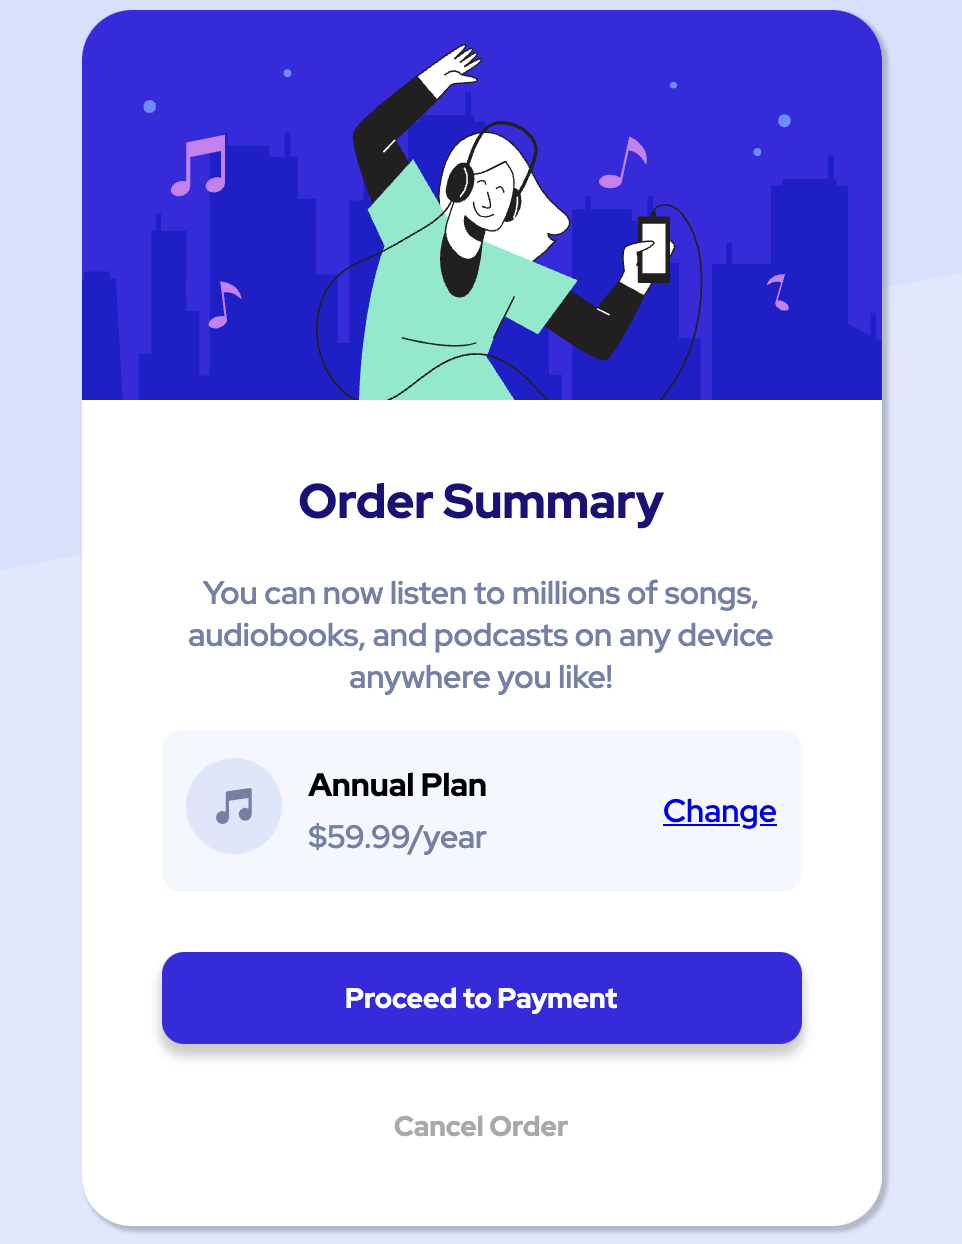 Order Summary
You can now listen to millions of songs,
audiobooks, and podcasts on any device
anywhere you like!
Annual Plan
$59.99/year
Change
Proceed to Payment
Cancel Order